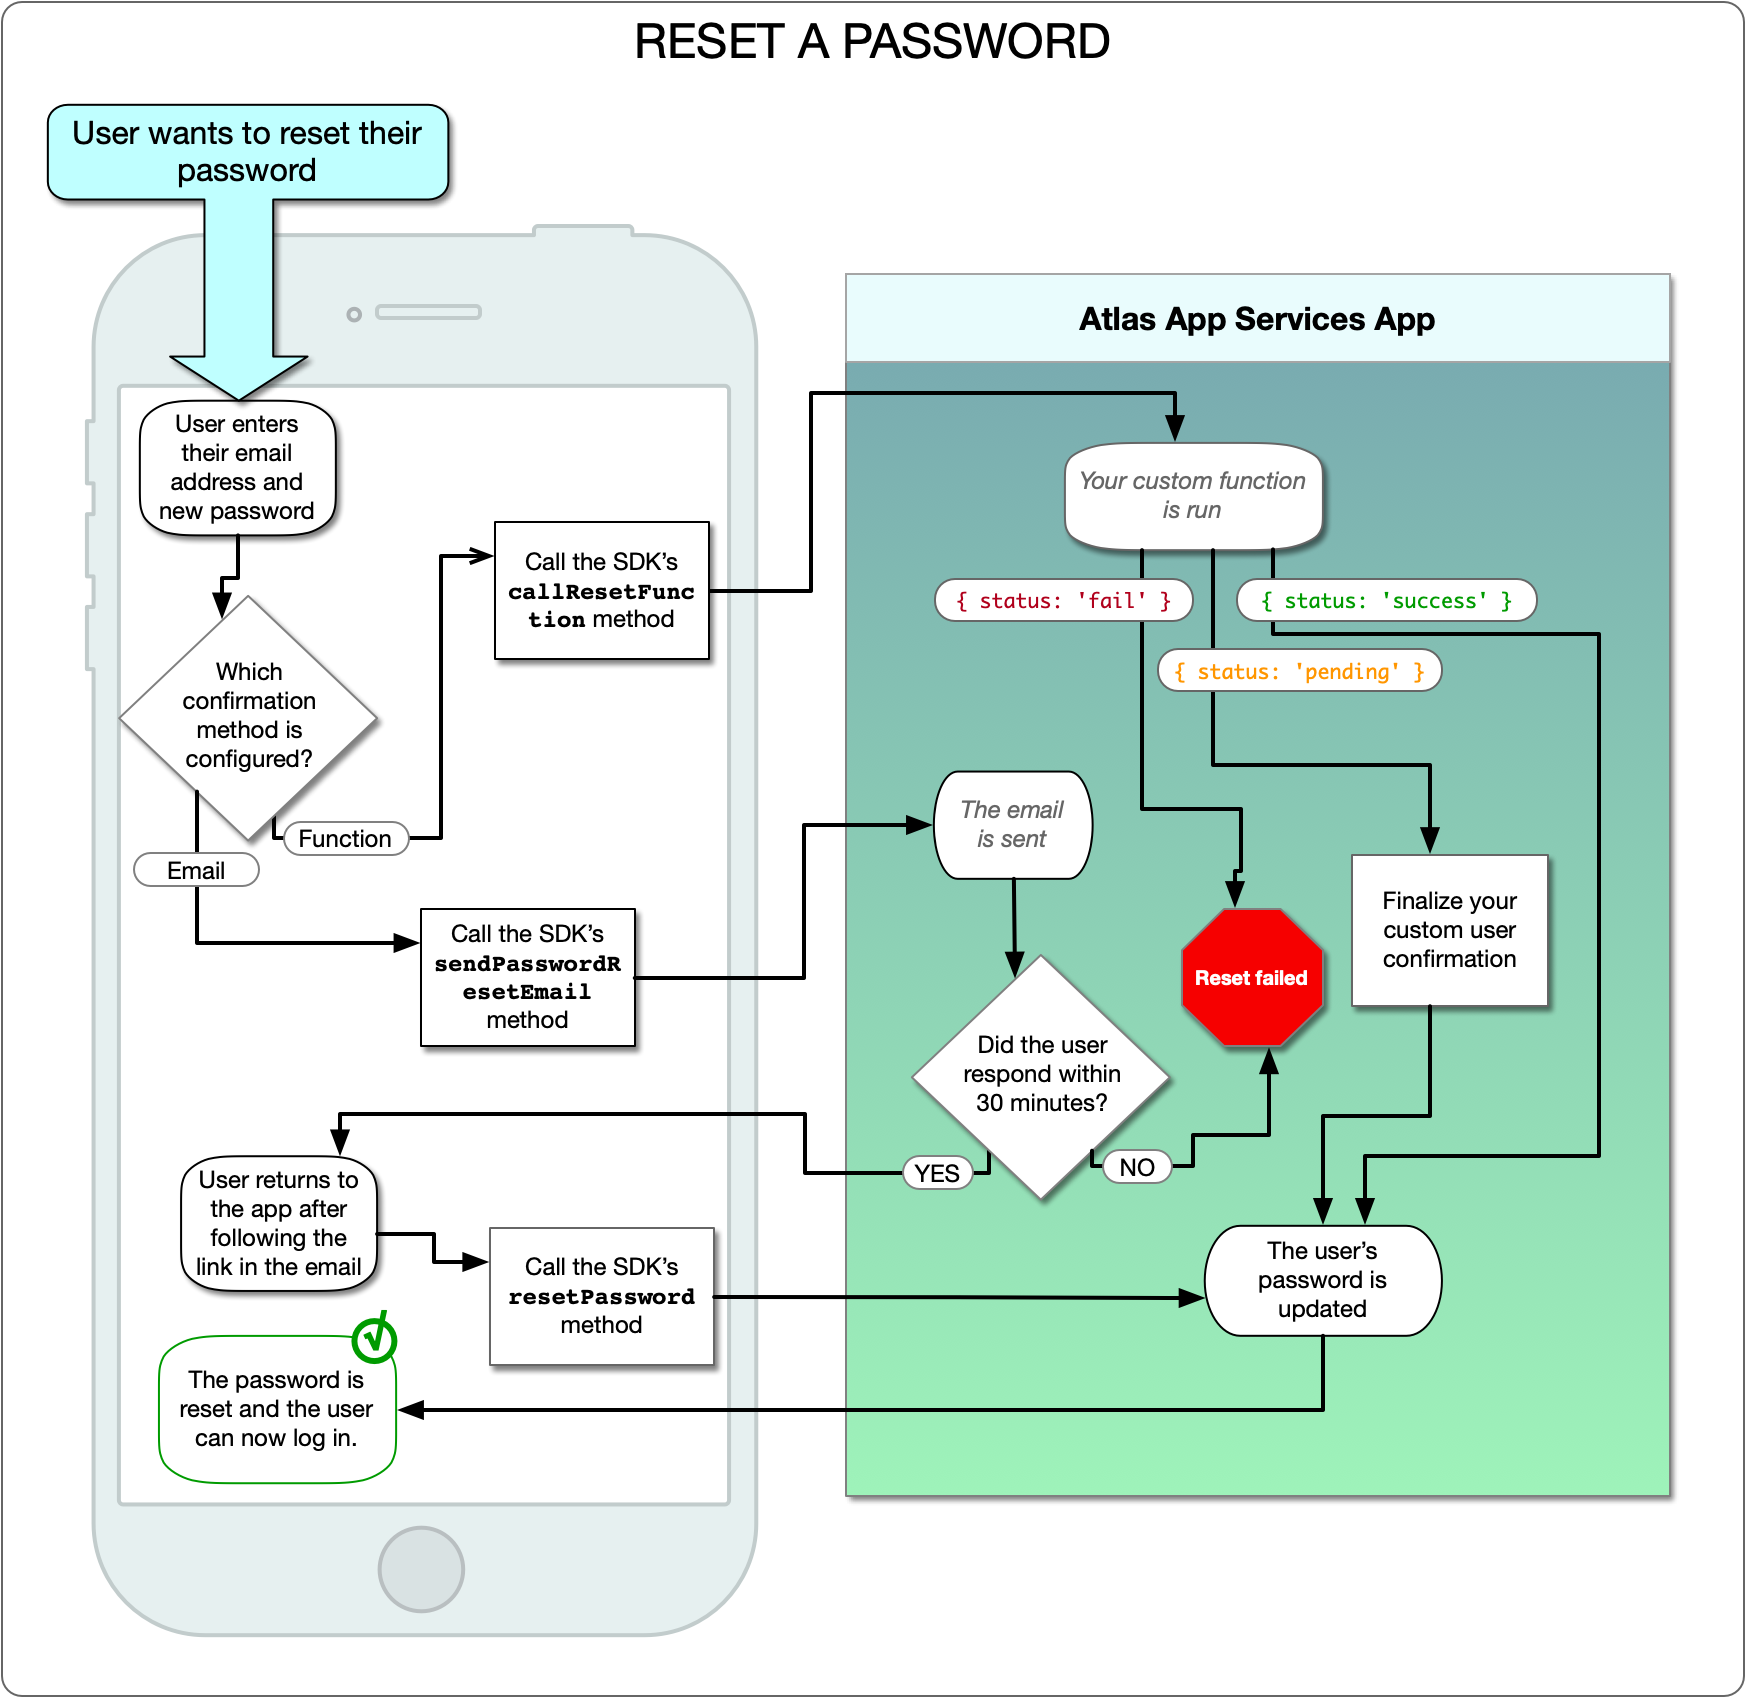 RESET A PASSWORD
User wants to reset their
password
Atlas App Services App
User enters
their email
address and
new password
Your custom function
is run
Call the SDK's
callResetFunc
tion method
{ status: 'fail' }
{ status: 'success' }
{ status: 'pending' }
Which
confirmation
method is
configured?
Function
Email
The email
is sent
Call the SDK's
sendPasswordR
esetEmail
method
Reset failed
Finalize your
custom user
confirmation
Did the user
respond within
30 minutes?
YES
NO
User returns to
the app after
following the
link in the email
Call the SDK's
resetPassword
method
The user's
password is
updated
The password is
reset and the user
can now log in.